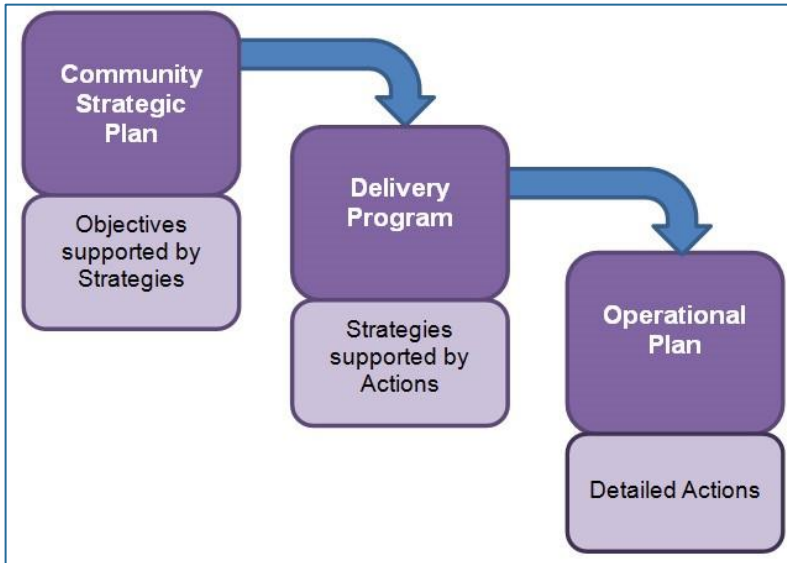 Community
Strategic
Plan
Objectives
supported by
Strategies
Delivery
Program
Strategies
supported by
Actions
Operational
Plan
Detailed Actions